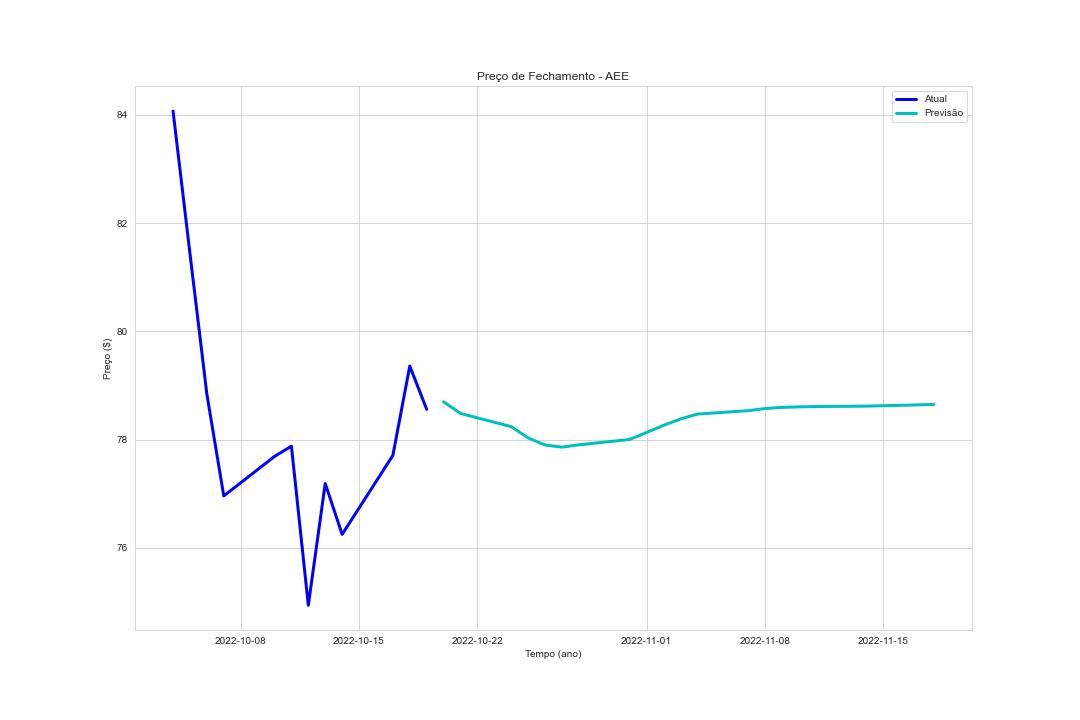 Preço de Fechamento - AEE
Atual
Previsão
84
82
80
78
76
Preço ($)
2022-10-08
2022-10-15
2022-10-22
2022-11-01
2022-11-08
2022-11-15
Tempo (ano)